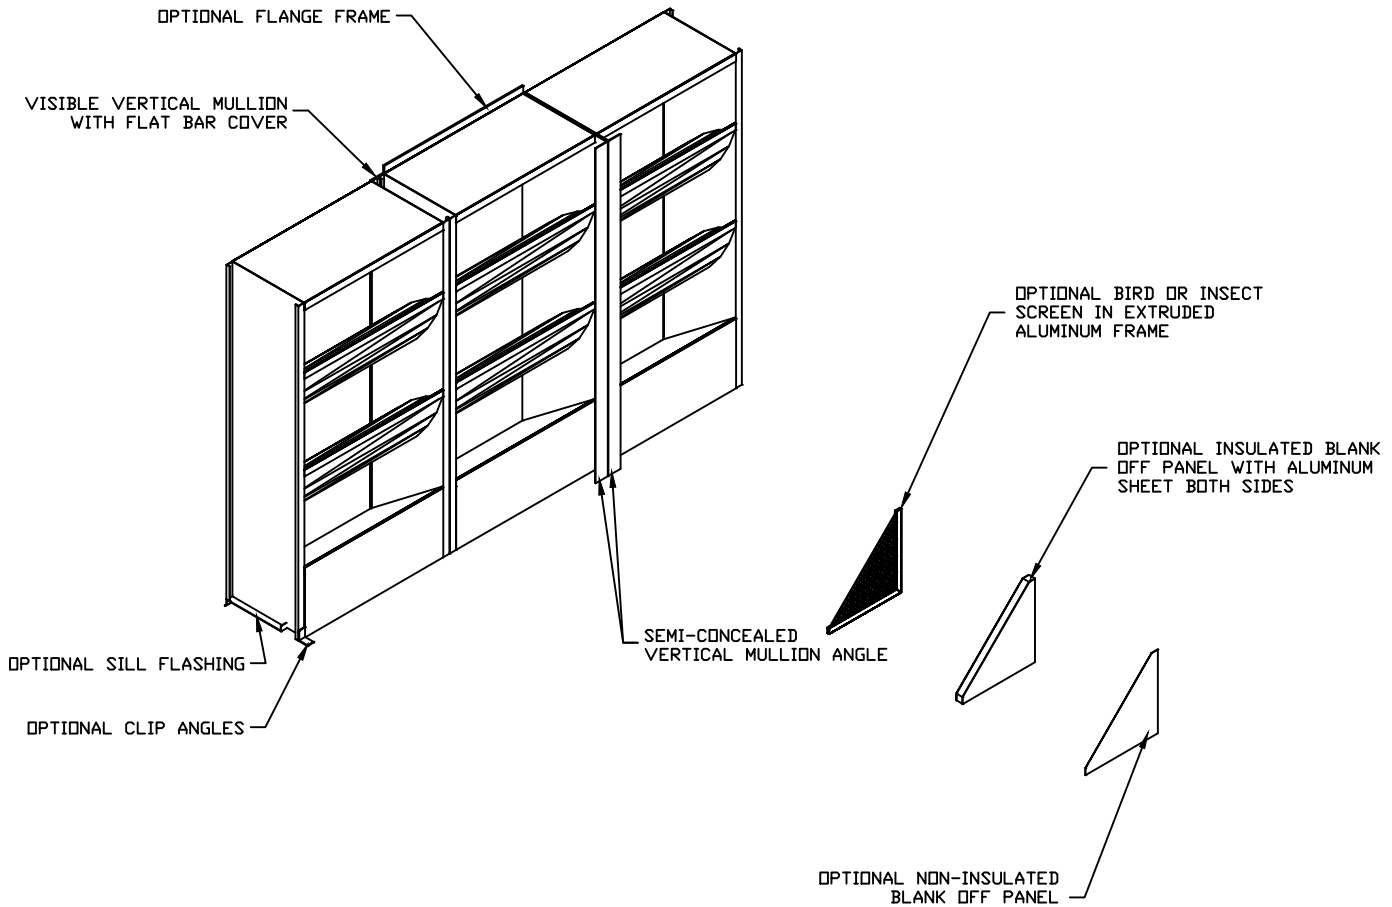 OPTIONAL FLANGE FRAME
VISIBLE VERTICAL MULLION
WITH FLAT BAR COVER
OPTIONAL BIRD OR INSECT
SCREEN IN EXTRUDED
ALUMINUM FRAME
OPTIONAL INSULATED BLANK
OFF PANEL WITH ALUMINUM
SHEET BOTH SIDES
SEMI-CONCEALED
VERTICAL MULLION ANGLE
OPTIONAL SILL FLASHING
OPTIONAL CLIP ANGLES
OPTIONAL NON-INSULATED
BLANK OFF PANEL